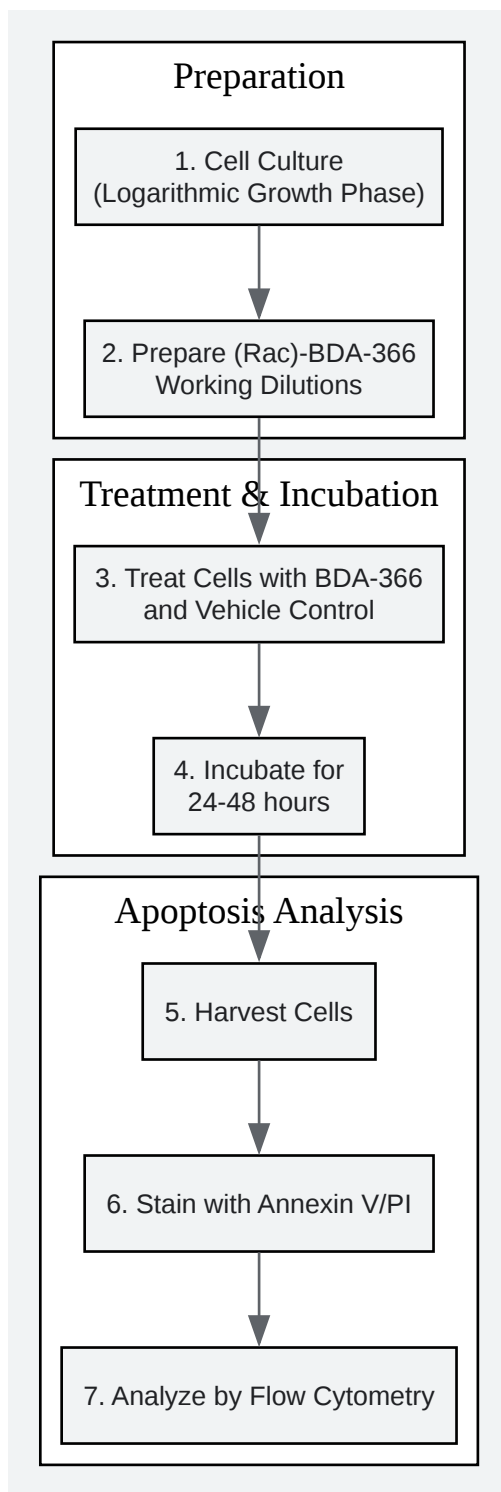 Preparation
1. Cell Culture
(Logarithmic Growth Phase)
2. Prepare (Rac)-BDA-366
Working Dilutions
Treatment & Incubation
3. Treat Cells with BDA-366
and Vehicle Control
4. Incubate for
24-48 hours
Apoptosis Analysis
5. Harvest Cells
6. Stain with Annexin V/PI
7. Analyze by Flow Cytometry